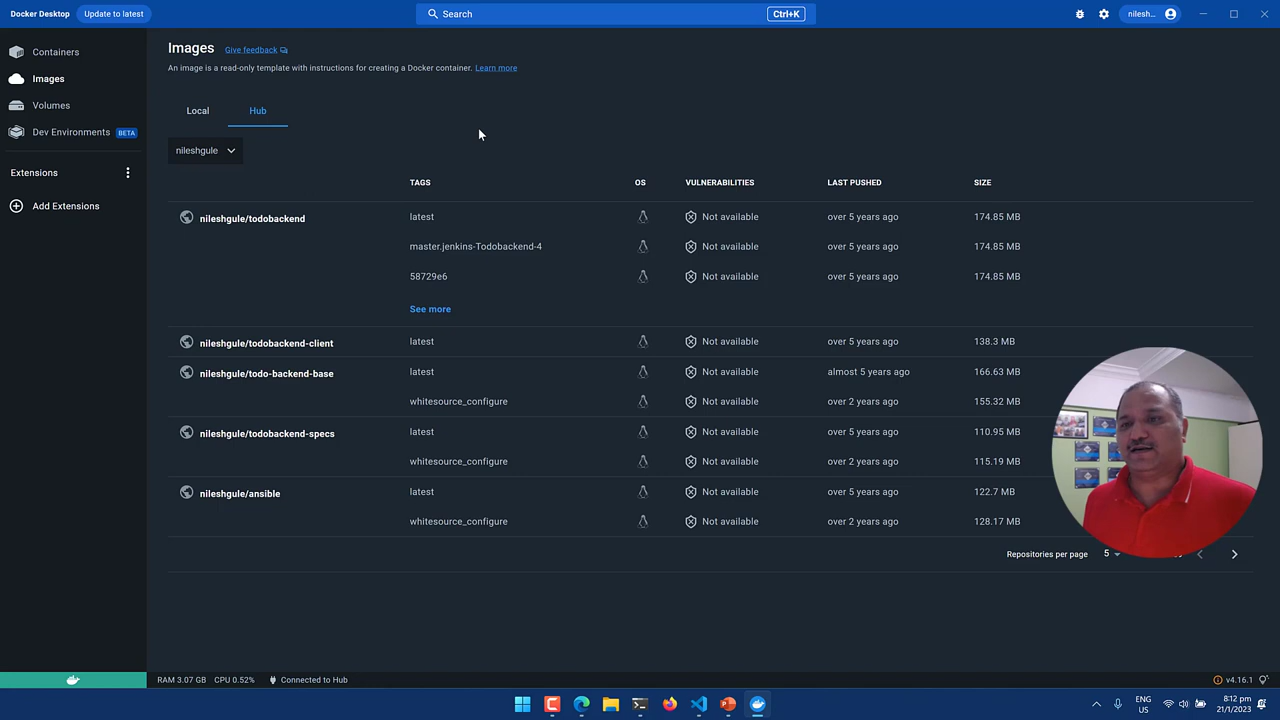 Docker Desktop
Update to latest
Search
Ctrl+K
nilesh...
Containers
Images
Volumes
Dev Environments
BETA
Extensions
Add Extensions
Images
Give feedback
An image is a read-only template with instructions for creating a Docker container. Learn more
Local
Hub
nileshgule
TAGS OS VULNERABILITIES LAST PUSHED SIZE
nileshgule/todobackend latest Not available over 5 years ago 174.85 MB
master.jenkins-Todobackend-4 Not available over 5 years ago 174.85 MB
58729e6 Not available over 5 years ago 174.85 MB
See more
nileshgule/todobackend-client latest Not available over 5 years ago 138.3 MB
nileshgule/todo-backend-base latest Not available almost 5 years ago 166.63 MB
whitesource_configure Not available over 2 years ago 155.32 MB
nileshgule/todobackend-specs latest Not available over 5 years ago 110.95 MB
whitesource_configure Not available over 2 years ago 115.19 MB
nileshgule/ansible latest Not available over 5 years ago 122.7 MB
whitesource_configure Not available over 2 years ago 128.17 MB
Repositories per page 5
RAM 3.07 GB CPU 0.52% Connected to Hub
v4.16.1
ENG
US
8:12 pm
21/1/2023